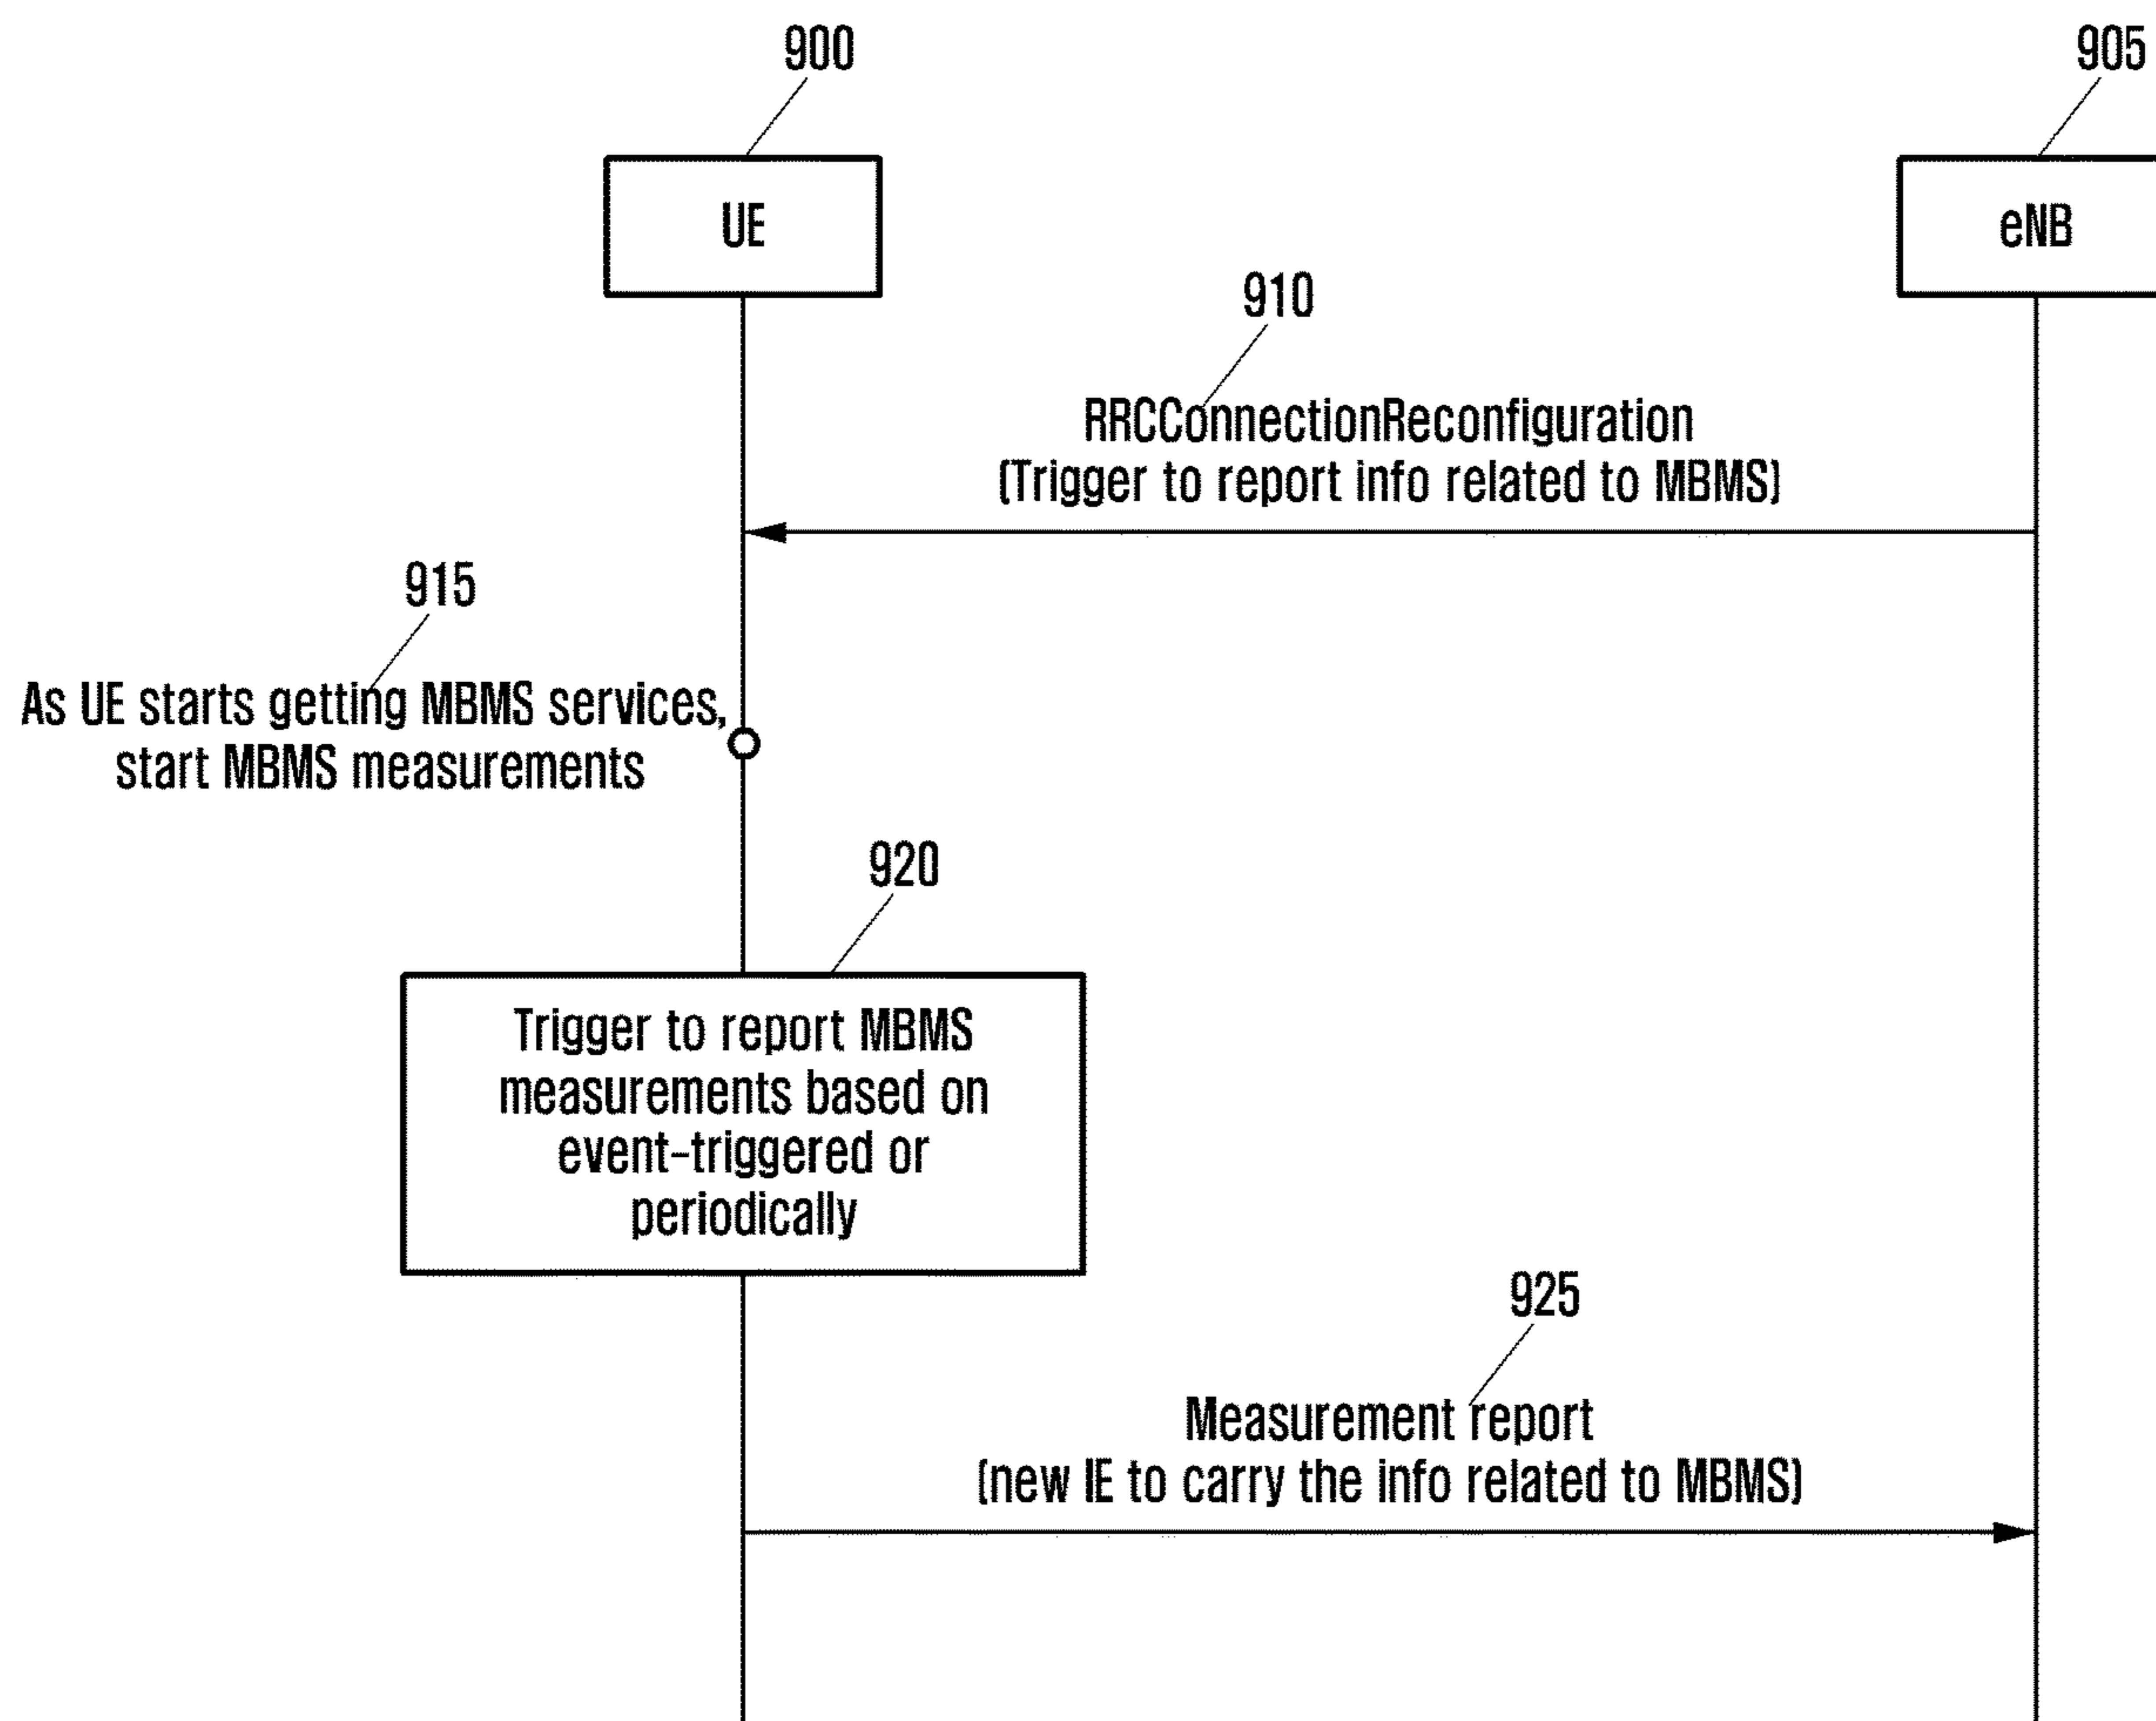 900
905
UE
eNB
910
RRCConnectionReconfiguration
(Trigger to report info related to MBMS)
915
As UE starts getting MBMS services,
start MBMS measurements
920
Trigger to report MBMS
measurements based on
event-triggered or
periodically
925
Measurement report
(new IE to carry the info related to MBMS)